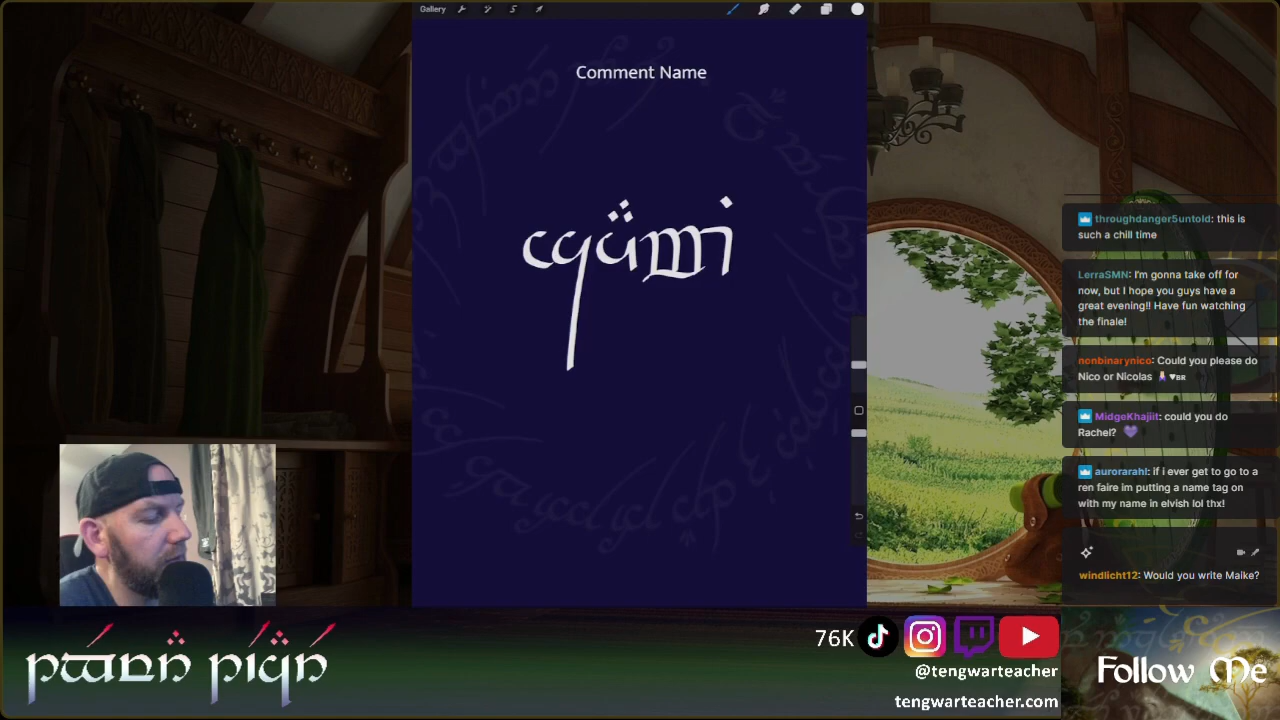 Gallery
Comment Name
throughdanger5untold: this is
such a chill time
LerraSMN: I'm gonna take off for
now, but I hope you guys have a
great evening!! Have fun watching
the finale!
nonbinarynico: Could you please do
Nico or Nicolas 🧜‍♀️♥BR
MidgeKhajiit: could you do
Rachel? 💜
aurorarahl: if i ever get to go to a
ren faire im putting a name tag on
with my name in elvish lol thx!
windlicht12: Would you write Maike?
76K
@tengwarteacher
tengwarteacher.com
Follow Me